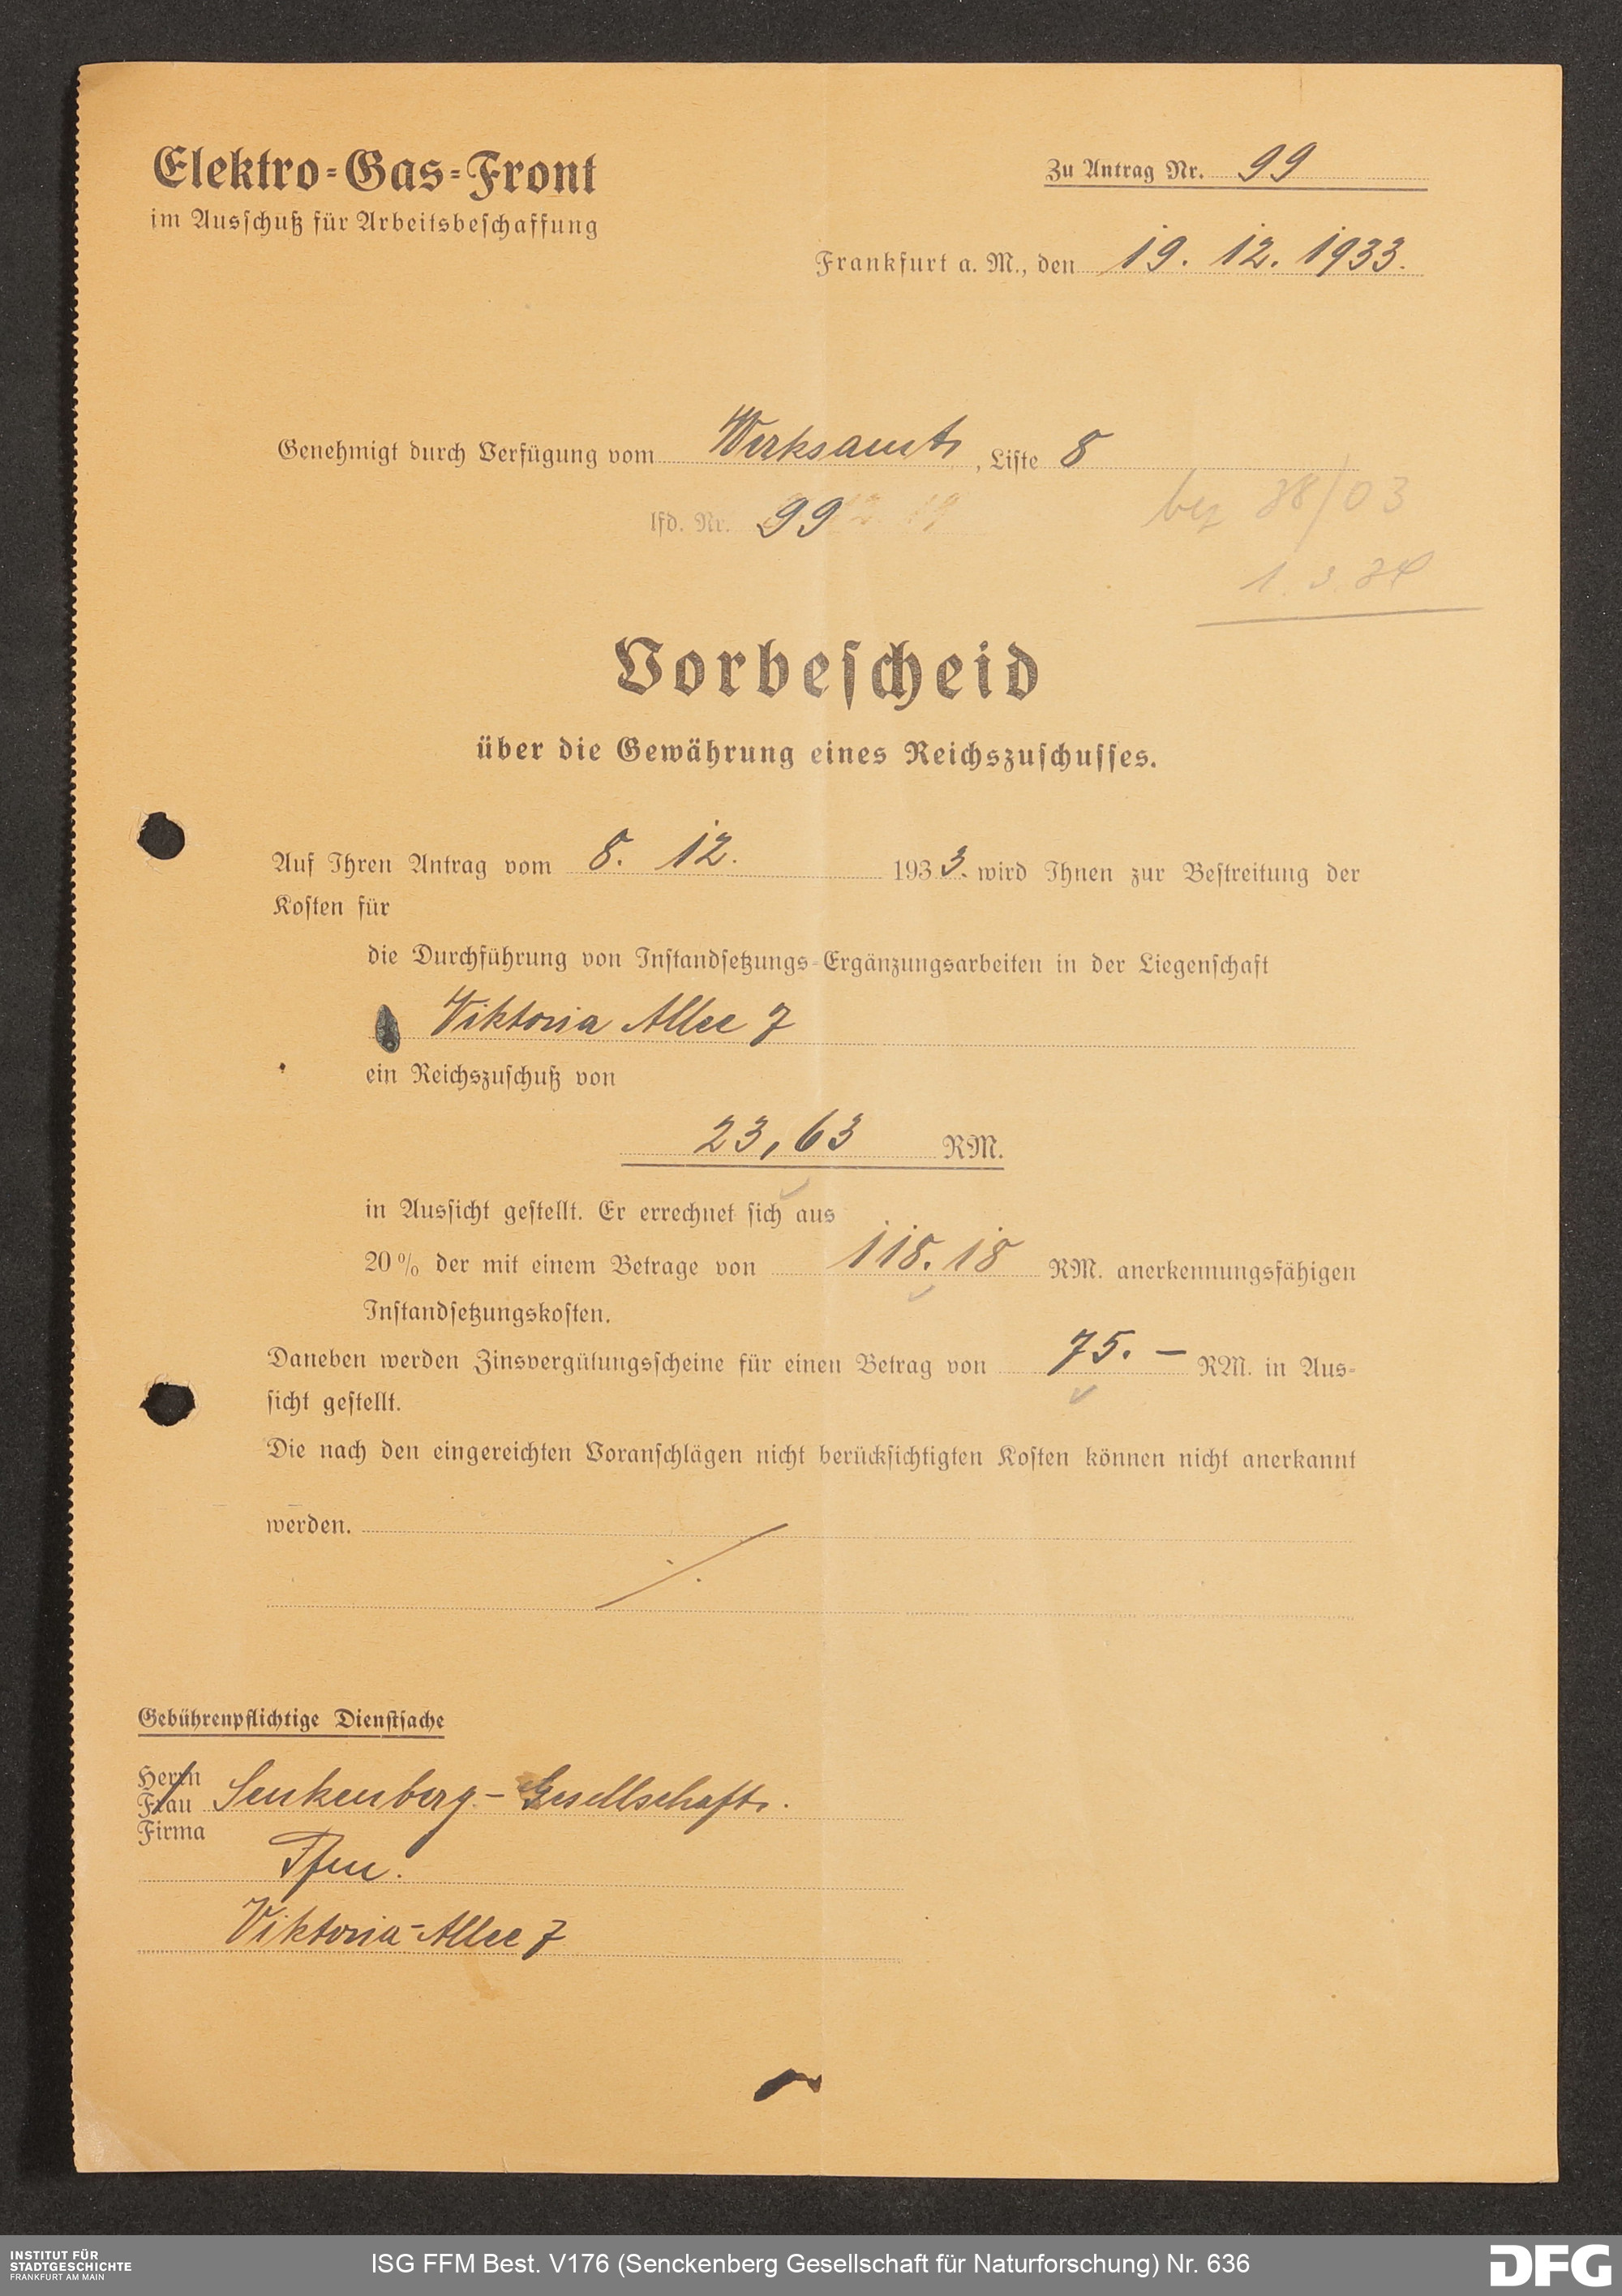 Elektro-Gas-Front
im Ausschuß für Arbeitsbeschaffung
Zu Antrag Nr. 99
Frankfurt a. M., den 19. 12. 1933.
Genehmigt durch Verfügung vom Werksamt, Liste 8
lfd. Nr. 99
bez 38/03
1. 3. 34
Vorbescheid
über die Gewährung eines Reichszuschusses.
Auf Ihren Antrag vom 8. 12. 1933. wird Ihnen zur Bestreitung der
Kosten für
die Durchführung von Instandsetzungs-Ergänzungsarbeiten in der Liegenschaft
Viktoria Allee 7
ein Reichszuschuß von
23,63 RM.
in Aussicht gestellt. Er errechnet sich aus
20% der mit einem Betrage von 118.18 RM. anerkennungsfähigen
Instandsetzungskosten.
Daneben werden Zinsvergütungsscheine für einen Betrag von 75.— RM. in Aus-
sicht gestellt.
Die nach den eingereichten Voranschlägen nicht berücksichtigten Kosten können nicht anerkannt
werden.
Gebührenpflichtige Dienstsache
Herrn
Frau Senkenberg-Gesellschaft.
Firma
Ffm.
Viktoria-Allee 7
INSTITUT FÜR
STADTGESCHICHTE
FRANKFURT AM MAIN
ISG FFM Best. V176 (Senckenberg Gesellschaft für Naturforschung) Nr. 636
DFG